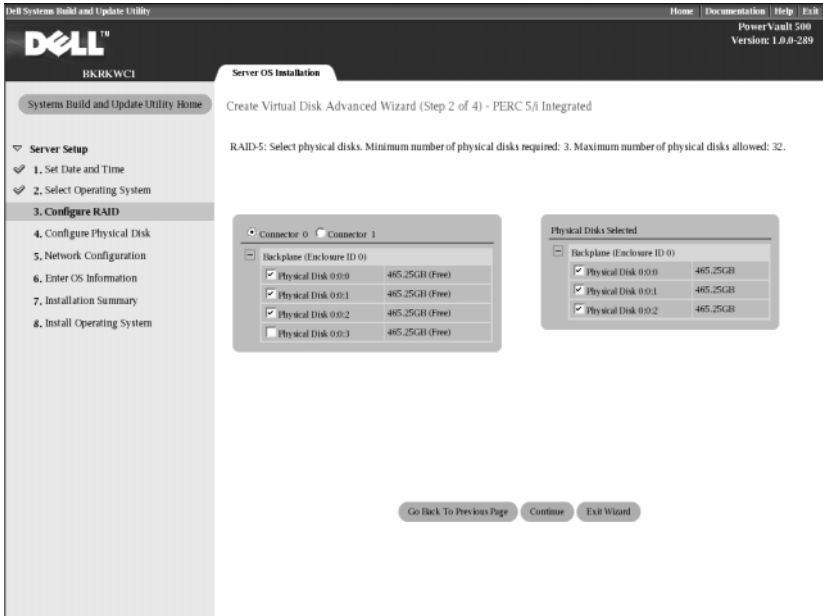 Dell Systems Build and Update Utility
Home Documentation Help Exit
DELL™
PowerVault 500
Version: 1.0.0-289
BKRKWC1
Server OS Installation
Systems Build and Update Utility Home
Create Virtual Disk Advanced Wizard (Step 2 of 4) - PERC 5/i Integrated
Server Setup
1. Set Date and Time
2. Select Operating System
3. Configure RAID
4. Configure Physical Disk
5. Network Configuration
6. Enter OS Information
7. Installation Summary
8. Install Operating System
RAID-5: Select physical disks. Minimum number of physical disks required: 3. Maximum number of physical disks allowed: 32.
Connector 0 Connector 1
Backplane (Enclosure ID 0)
Physical Disk 0:0:0 465.25GB (Free)
Physical Disk 0:0:1 465.25GB (Free)
Physical Disk 0:0:2 465.25GB (Free)
Physical Disk 0:0:3 465.25GB (Free)
Physical Disks Selected
Backplane (Enclosure ID 0)
Physical Disk 0:0:0 465.25GB
Physical Disk 0:0:1 465.25GB
Physical Disk 0:0:2 465.25GB
Go Back To Previous Page Continue Exit Wizard